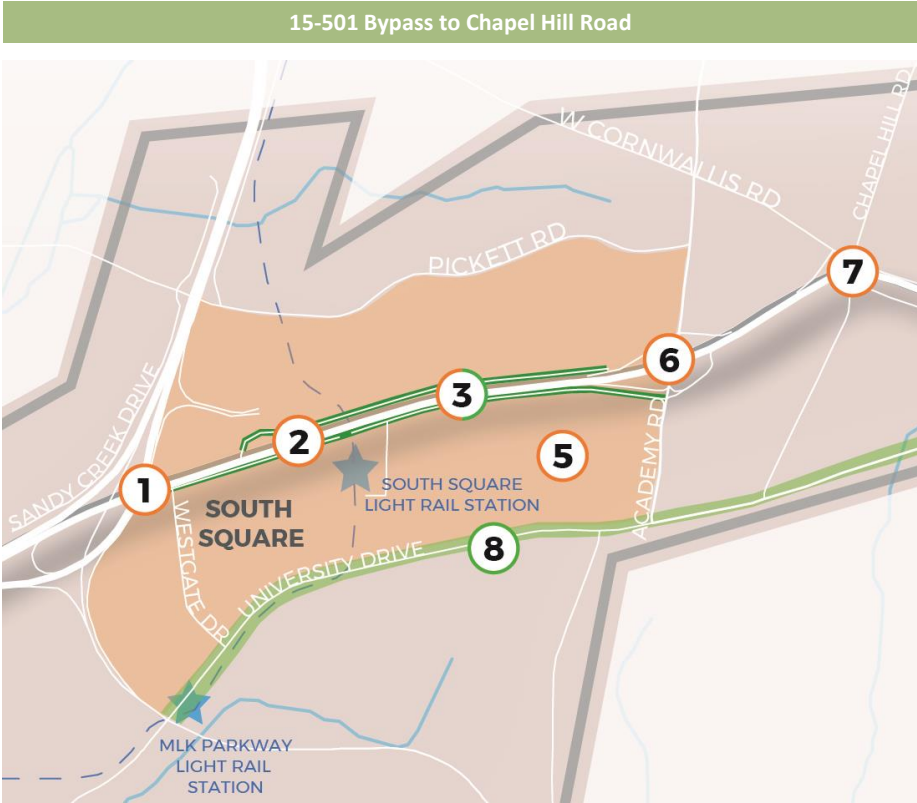 15-501 Bypass to Chapel Hill Road
W CORNWALLIS RD
CHAPEL HILL RD
PICKETT RD
7
6
3
SANDY CREEK DRIVE
2
5
1
SOUTH SQUARE
LIGHT RAIL STATION
ACADEMY RD
SOUTH
SQUARE
WESTGATE DR
UNIVERSITY DRIVE
8
MLK PARKWAY
LIGHT RAIL
STATION